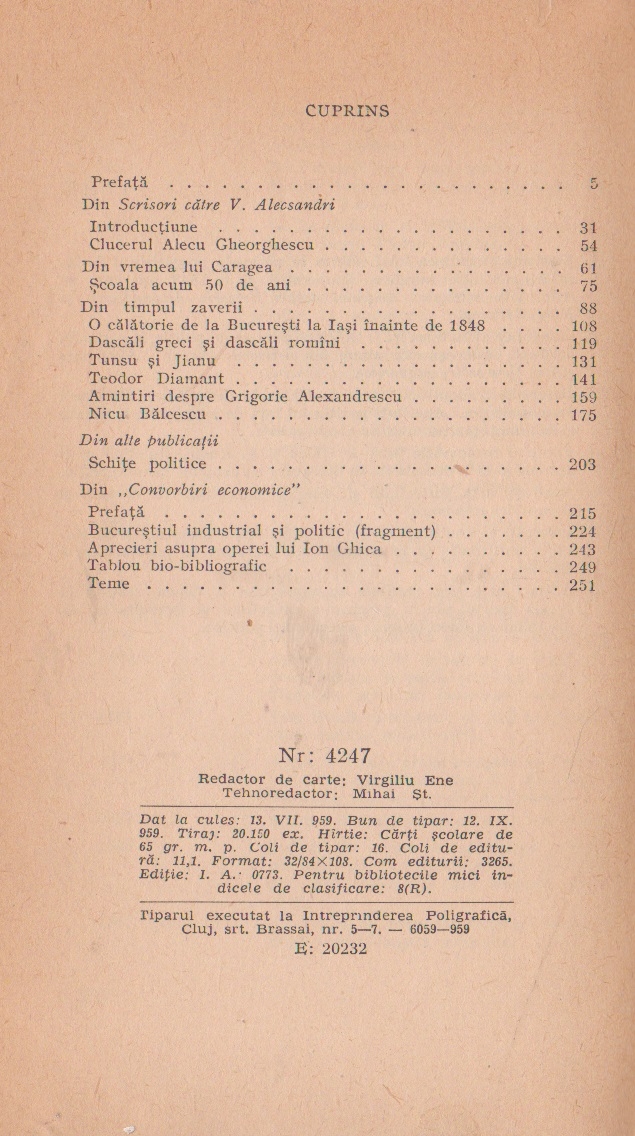 CUPRINS
Prefață . . . . . . . . . . . . . . . . . . . . . . . 5
Din Scrisori către V. Alecsandri
Introducțiune . . . . . . . . . . . . . . . . . . . . 31
Clucerul Alecu Gheorghescu . . . . . . . . . . . . . . 54
Din vremea lui Caragea . . . . . . . . . . . . . . . . 61
Școala acum 50 de ani . . . . . . . . . . . . . . . 75
Din timpul zaverii . . . . . . . . . . . . . . . . . . 88
O călătorie de la București la Iași înainte de 1848 . . . . 108
Dascăli greci și dascăli romîni . . . . . . . . . . . . 119
Tunsu și Jianu . . . . . . . . . . . . . . . . . . . 131
Teodor Diamant . . . . . . . . . . . . . . . . . . . 141
Amintiri despre Grigorie Alexandrescu . . . . . . . . . 159
Nicu Bălcescu . . . . . . . . . . . . . . . . . . . . 175
Din alte publicații
Schițe politice . . . . . . . . . . . . . . . . . . . . 203
Din „Convorbiri economice”
Prefață . . . . . . . . . . . . . . . . . . . . . . . 215
Bucureștiul industrial și politic (fragment) . . . . . . . 224
Aprecieri asupra operei lui Ion Ghica . . . . . . . . . . 243
Tablou bio-bibliografic . . . . . . . . . . . . . . . . 249
Teme . . . . . . . . . . . . . . . . . . . . . . . . 251
Nr: 4247
Redactor de carte: Virgiliu Ene
Tehnoredactor: Mihai Șt.
Dat la cules: 13. VII. 959. Bun de tipar: 12. IX.
959. Tiraj: 20.150 ex. Hîrtie: Cărți școlare de
65 gr. m. p. Coli de tipar: 16. Coli de editu-
ră: 11,1. Format: 32/84×108. Com editurii: 3265.
Ediție: I. A. 0773. Pentru bibliotecile mici in-
dicele de clasificare: 8(R).
Tiparul executat la Intreprinderea Poligrafică,
Cluj, srt. Brassai, nr. 5—7. — 6059—959
E: 20232